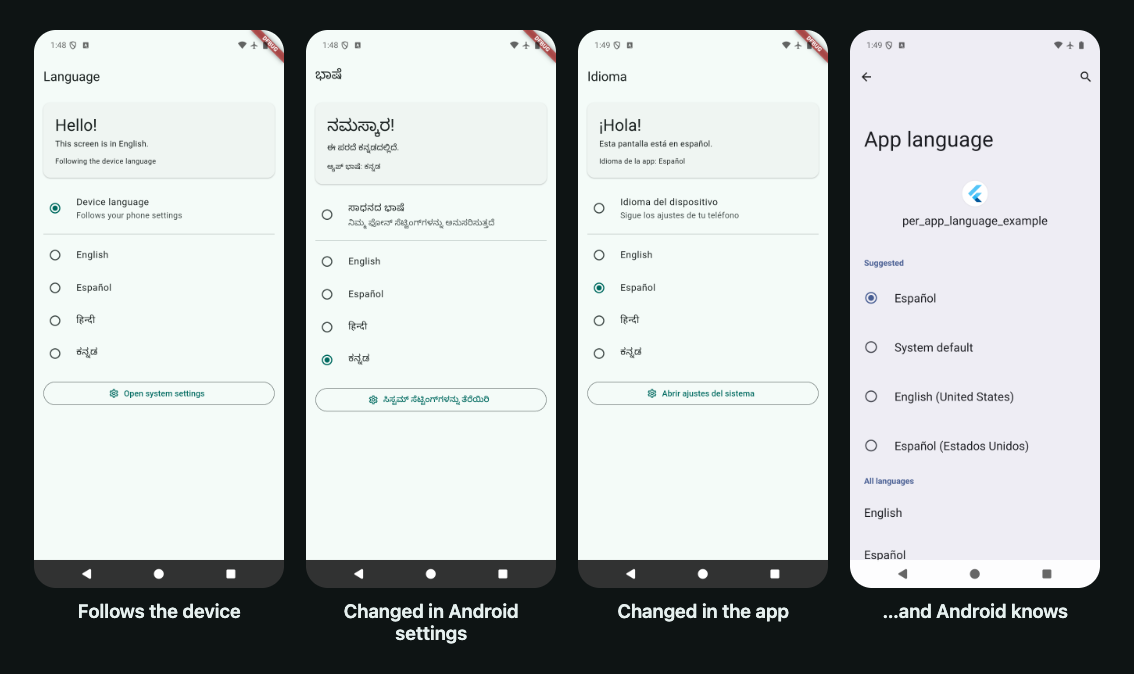 1:48
DEBUG
Language
Hello!
This screen is in English.
Following the device language
Device language
Follows your phone settings
English
Español
हिन्दी
ಕನ್ನಡ
Open system settings
Follows the device
1:48
DEBUG
ಭಾಷೆ
ನಮಸ್ಕಾರ!
ಈ ಪರದೆ ಕನ್ನಡದಲ್ಲಿದೆ.
ಆ್ಯಪ್ ಭಾಷೆ: ಕನ್ನಡ
ಸಾಧನದ ಭಾಷೆ
ನಿಮ್ಮ ಫೋನ್ ಸೆಟ್ಟಿಂಗ್‌ಗಳನ್ನು ಅನುಸರಿಸುತ್ತದೆ
English
Español
हिन्दी
ಕನ್ನಡ
ಸಿಸ್ಟಮ್ ಸೆಟ್ಟಿಂಗ್‌ಗಳನ್ನು ತೆರೆಯಿರಿ
Changed in Android
settings
1:49
DEBUG
Idioma
¡Hola!
Esta pantalla está en español.
Idioma de la app: Español
Idioma del dispositivo
Sigue los ajustes de tu teléfono
English
Español
हिन्दी
ಕನ್ನಡ
Abrir ajustes del sistema
Changed in the app
1:49
App language
per_app_language_example
Suggested
Español
System default
English (United States)
Español (Estados Unidos)
All languages
English
Español
...and Android knows